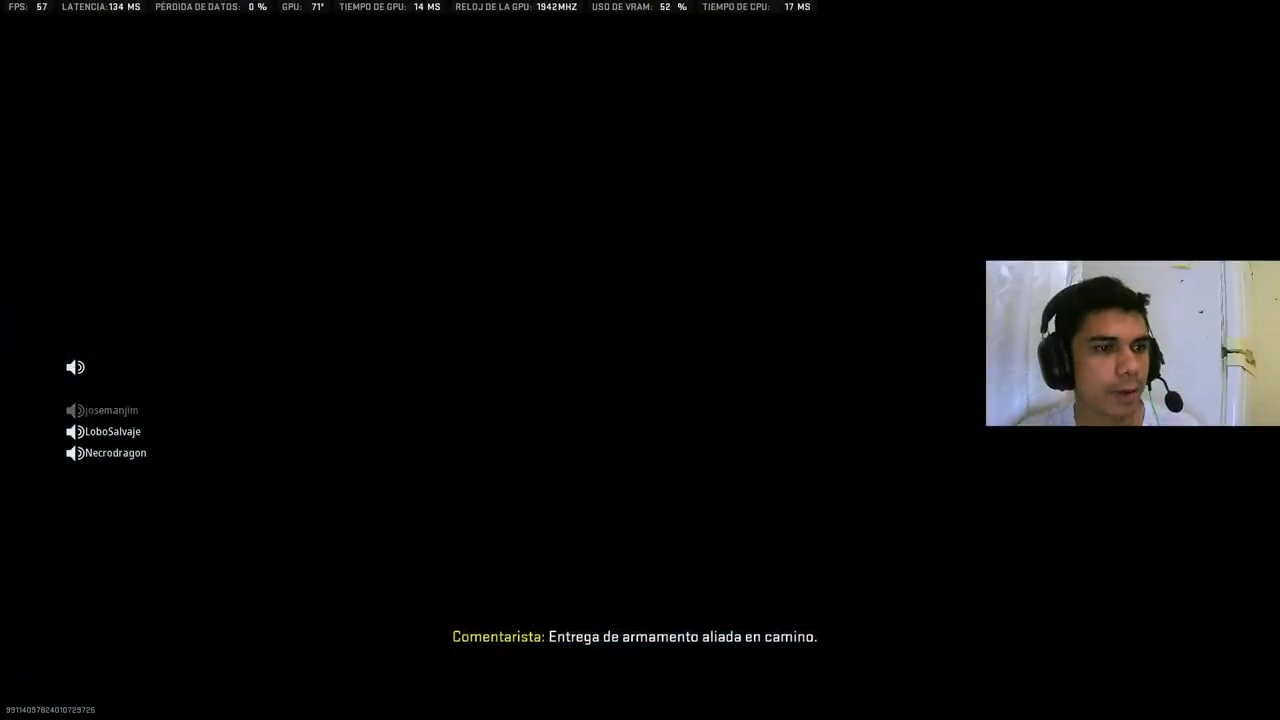 FPS: 57 LATENCIA: 134 MS PÉRDIDA DE DATOS: 0 % GPU: 71° TIEMPO DE GPU: 14 MS RELOJ DE LA GPU: 1942MHZ USO DE VRAM: 52 % TIEMPO DE CPU: 17 MS
josemanjim
LoboSalvaje
Necrodragon
Comentarista: Entrega de armamento aliada en camino.
99114097824010729725